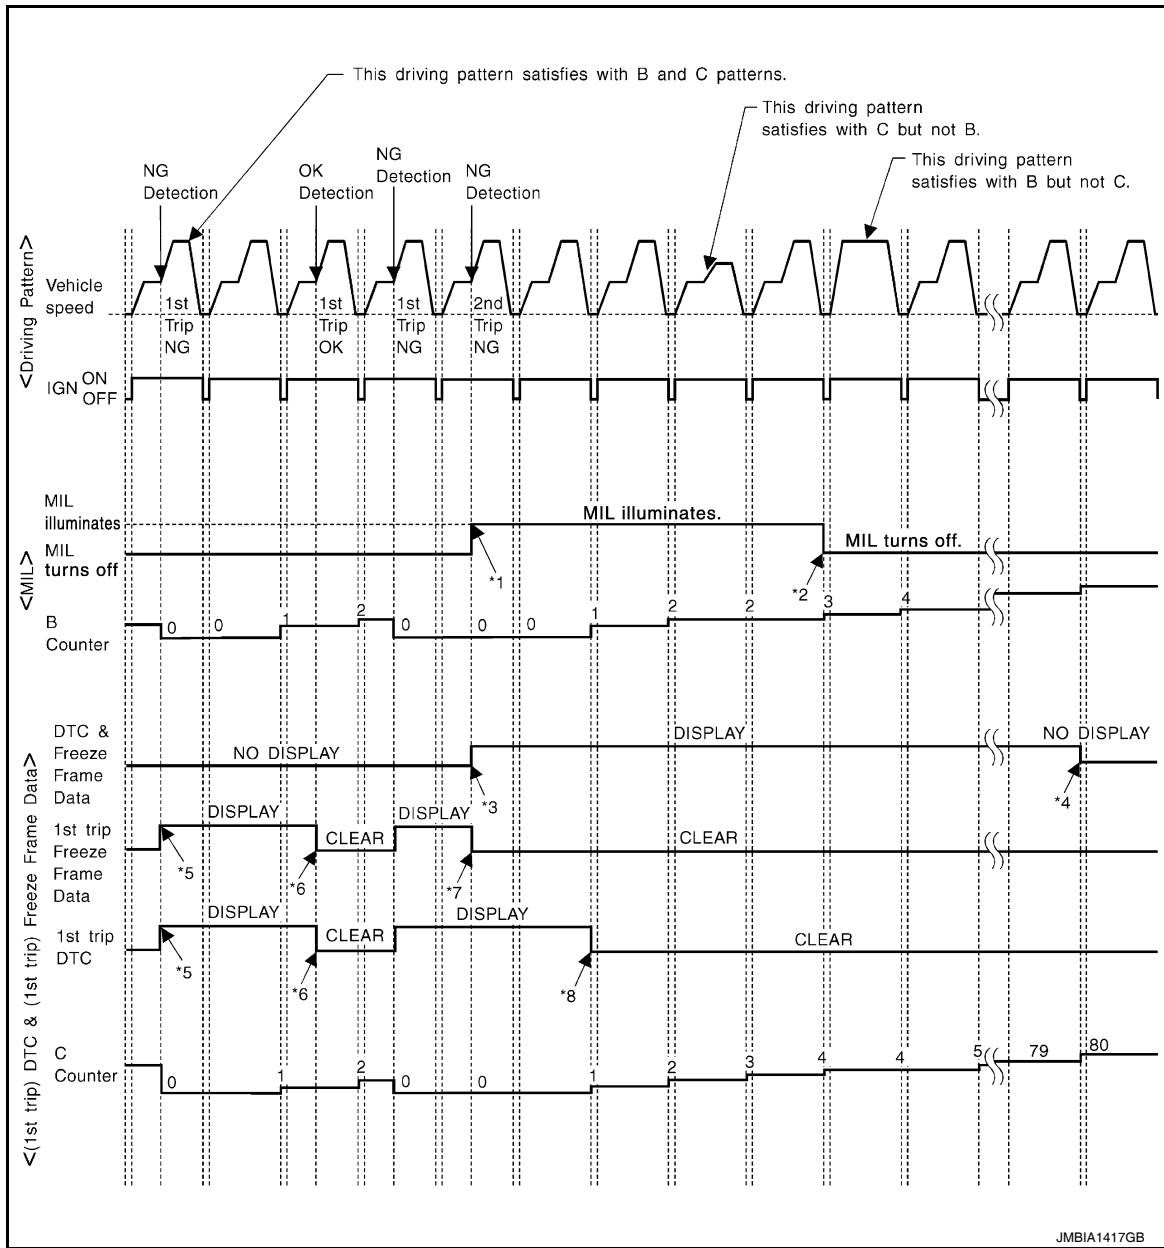 This driving pattern satisfies with B and C patterns.
This driving pattern
satisfies with C but not B.
This driving pattern
satisfies with B but not C.
NG
Detection
OK
Detection
NG
Detection
NG
Detection
<Driving Pattern>
Vehicle
speed
1st
Trip
NG
1st
Trip
OK
1st
Trip
NG
2nd
Trip
NG
IGN ON
OFF
<MIL>
MIL
illuminates
MIL
turns off
MIL illuminates.
MIL turns off.
*1
*2
B
Counter
0 0 1 2 0 0 0 1 2 2 3 4
<(1st trip) DTC & (1st trip) Freeze Frame Data>
DTC &
Freeze
Frame
Data
NO DISPLAY
DISPLAY
NO DISPLAY
*3
*4
1st trip
Freeze
Frame
Data
DISPLAY
CLEAR
DISPLAY
CLEAR
*5
*6
*7
1st trip
DTC
DISPLAY
CLEAR
DISPLAY
CLEAR
*5
*6
*8
C
Counter
0 1 2 0 0 1 2 3 4 4 5 79 80
JMBIA1417GB